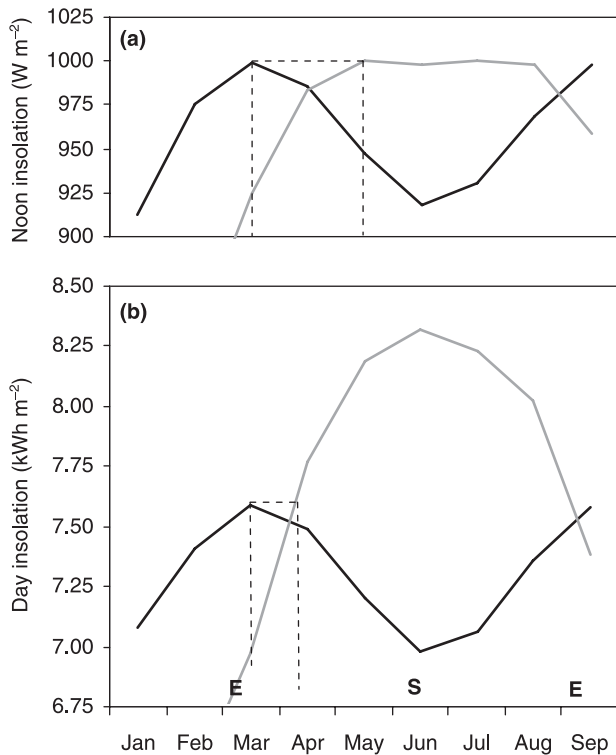 (a)
Noon insolation (W m⁻²)
1025
1000
975
950
925
900
(b)
Day insolation (kWh m⁻²)
8.50
8.25
8.00
7.75
7.50
7.25
7.00
6.75
E S E
Jan Feb Mar Apr May Jun Jul Aug Sep